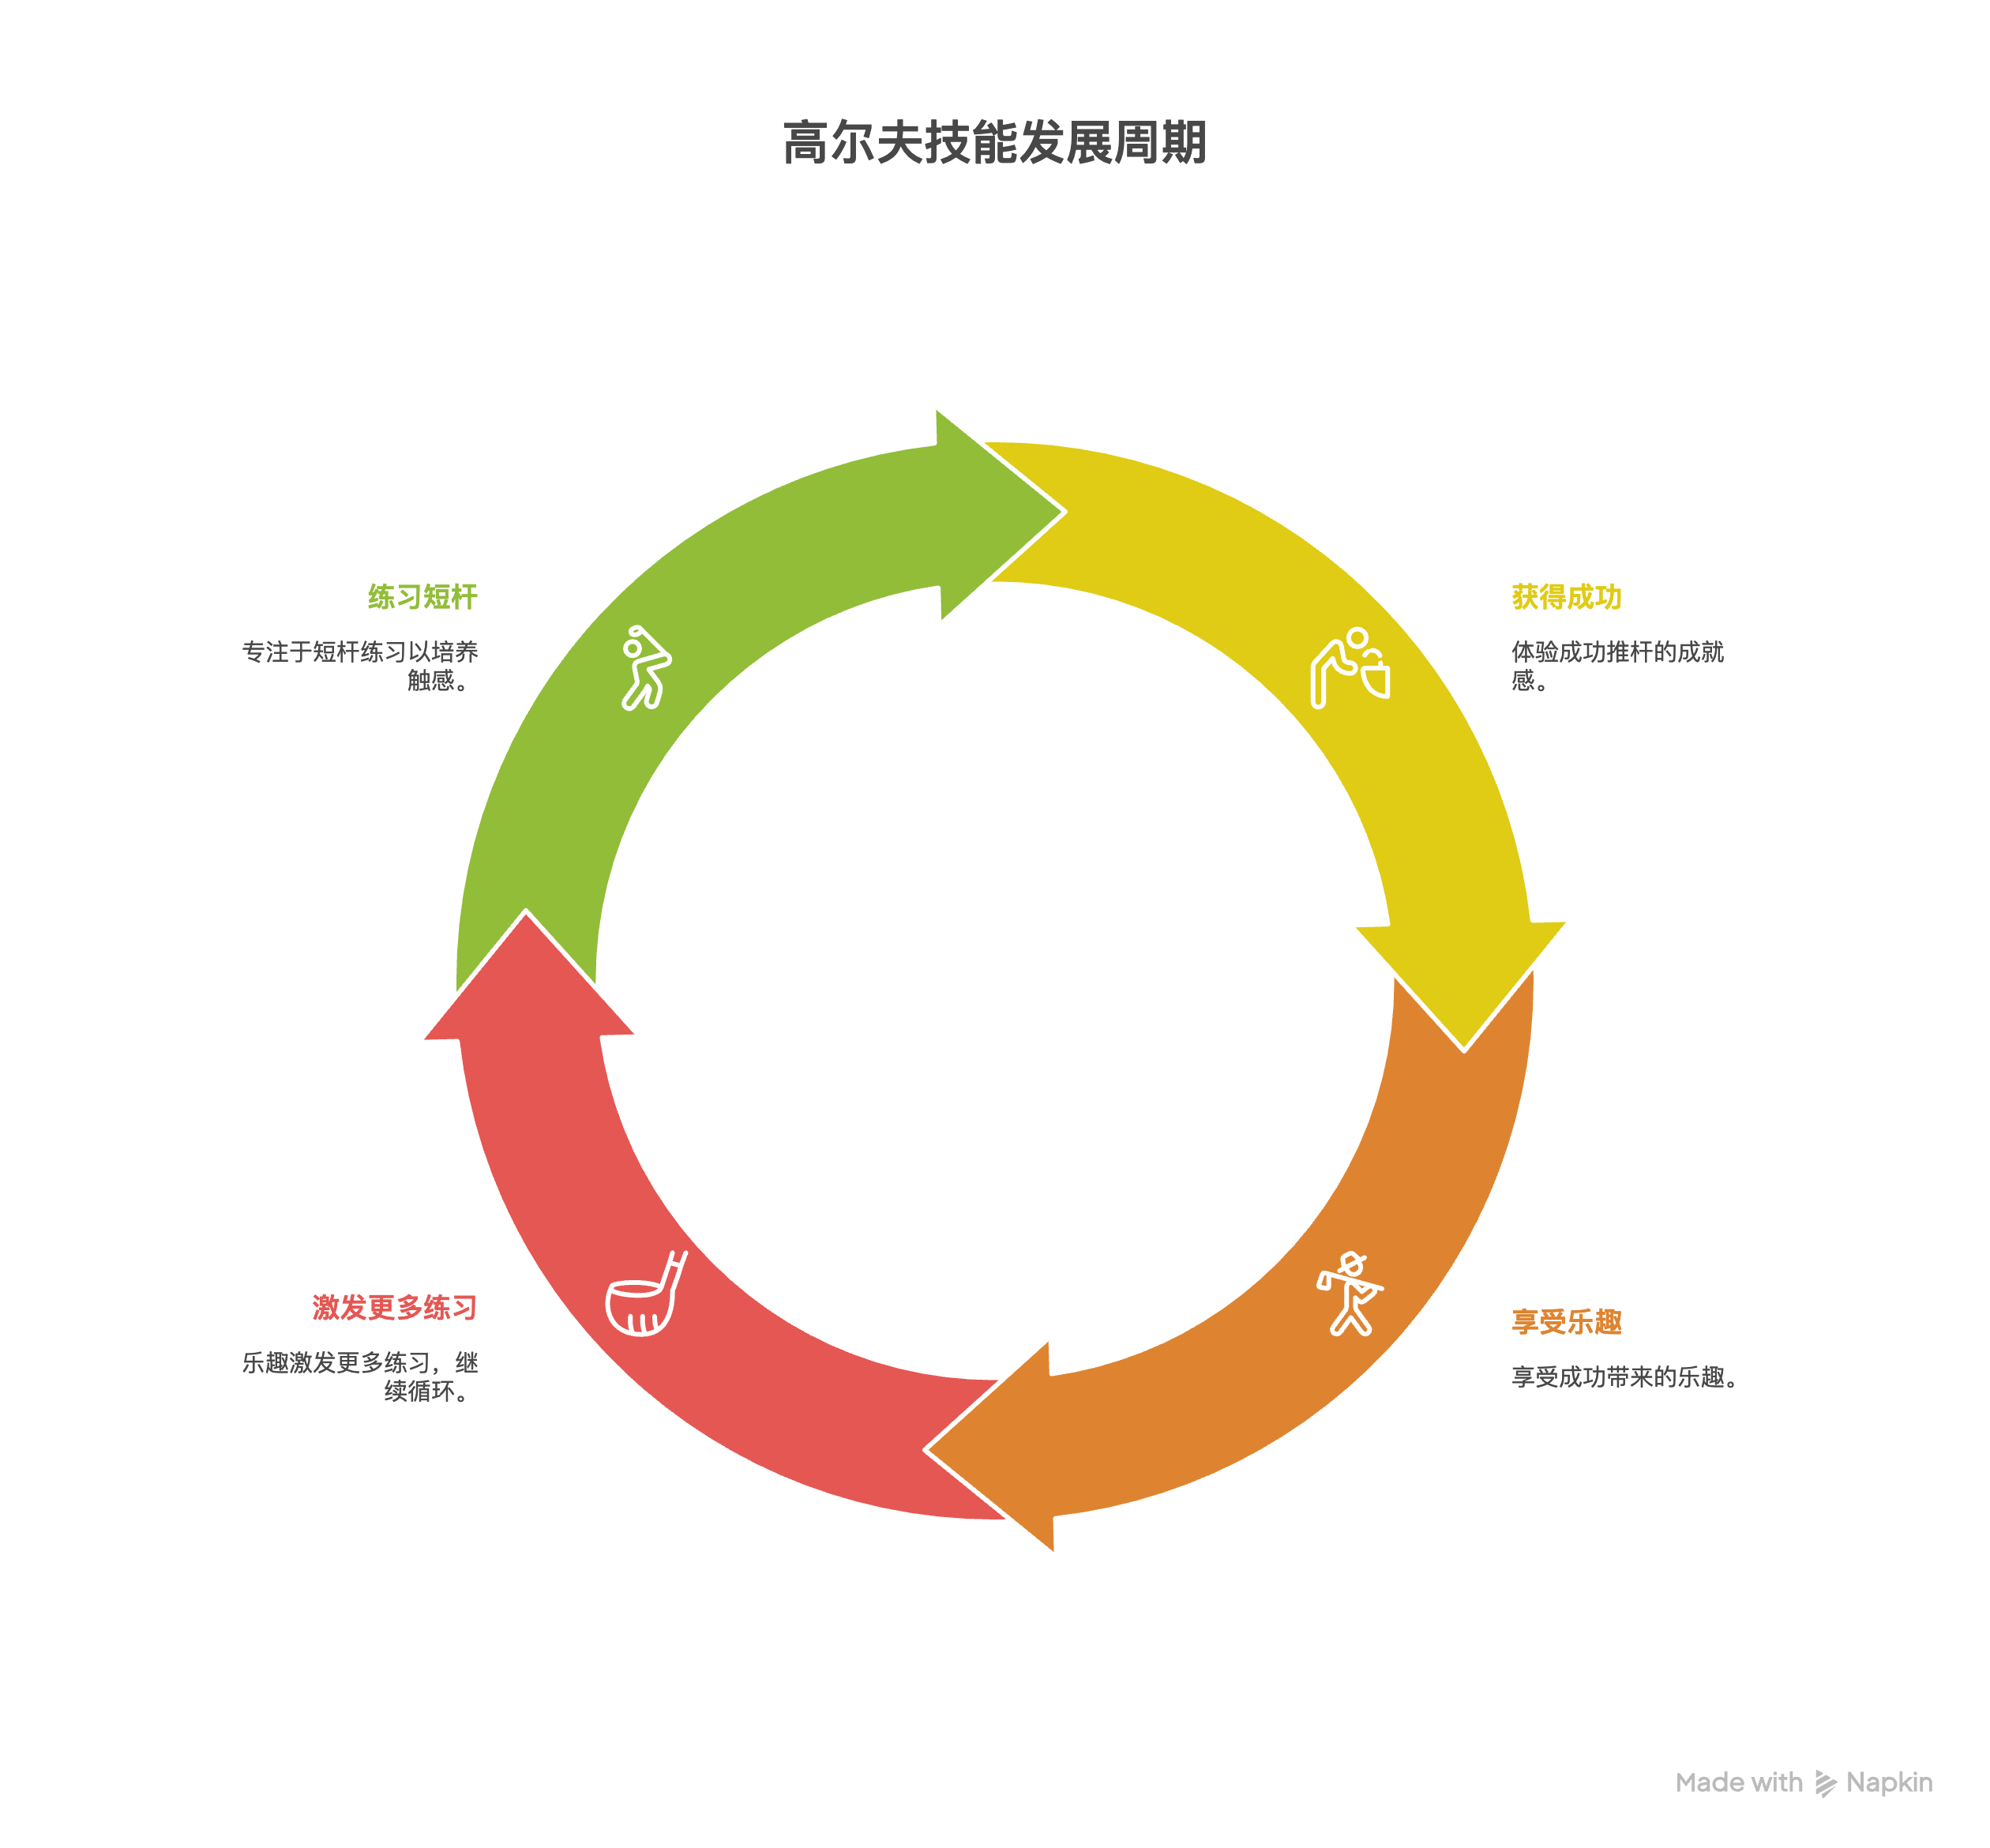 高尔夫技能发展周期
练习短杆
专注于短杆练习以培养
触感。
获得成功
体验成功推杆的成就
感。
激发更多练习
乐趣激发更多练习，继
续循环。
享受乐趣
享受成功带来的乐趣。
Made with Napkin